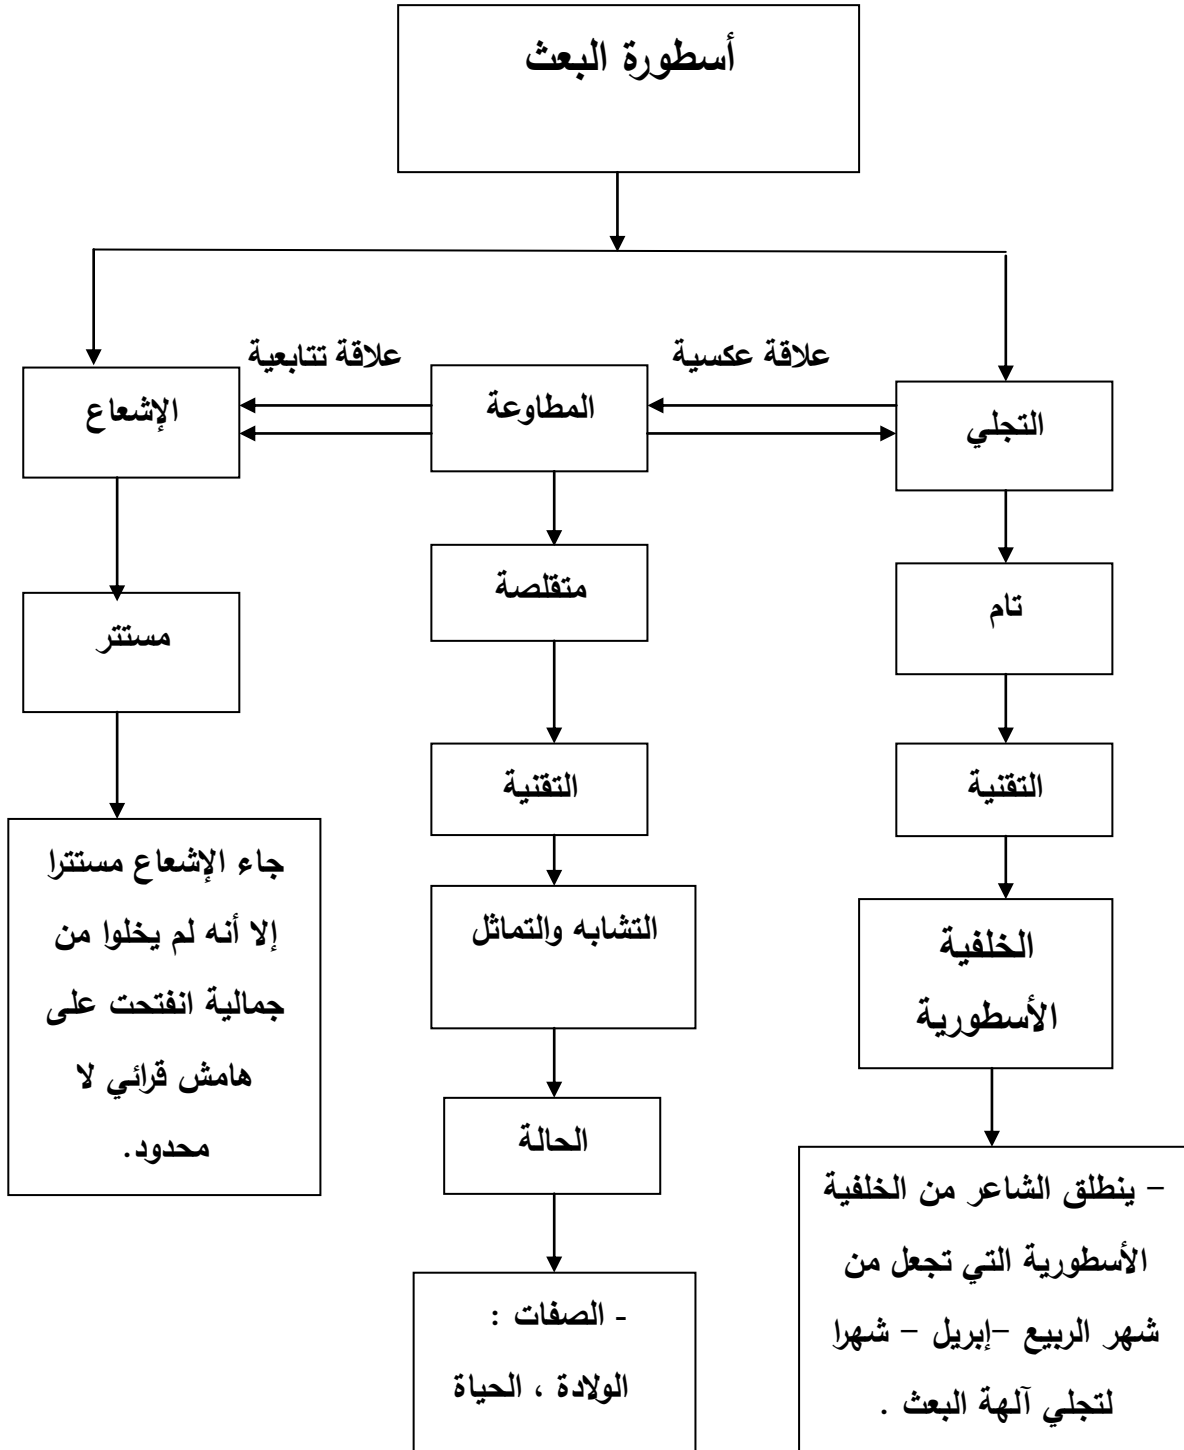 أسطورة البعث
علاقة عكسية
علاقة تتابعية
التجلي
المطاوعة
الإشعاع
تام
متقلصة
مستتر
التقنية
التقنية
الخلفية
الأسطورية
التشابه والتماثل
جاء الإشعاع مستترا
إلا أنه لم يخلوا من
جمالية انفتحت على
هامش قرائي لا
محدود.
الحالة
– ينطلق الشاعر من الخلفية
الأسطورية التي تجعل من
شهر الربيع –إبريل – شهرا
لتجلي آلهة البعث .
- الصفات :
الولادة ، الحياة